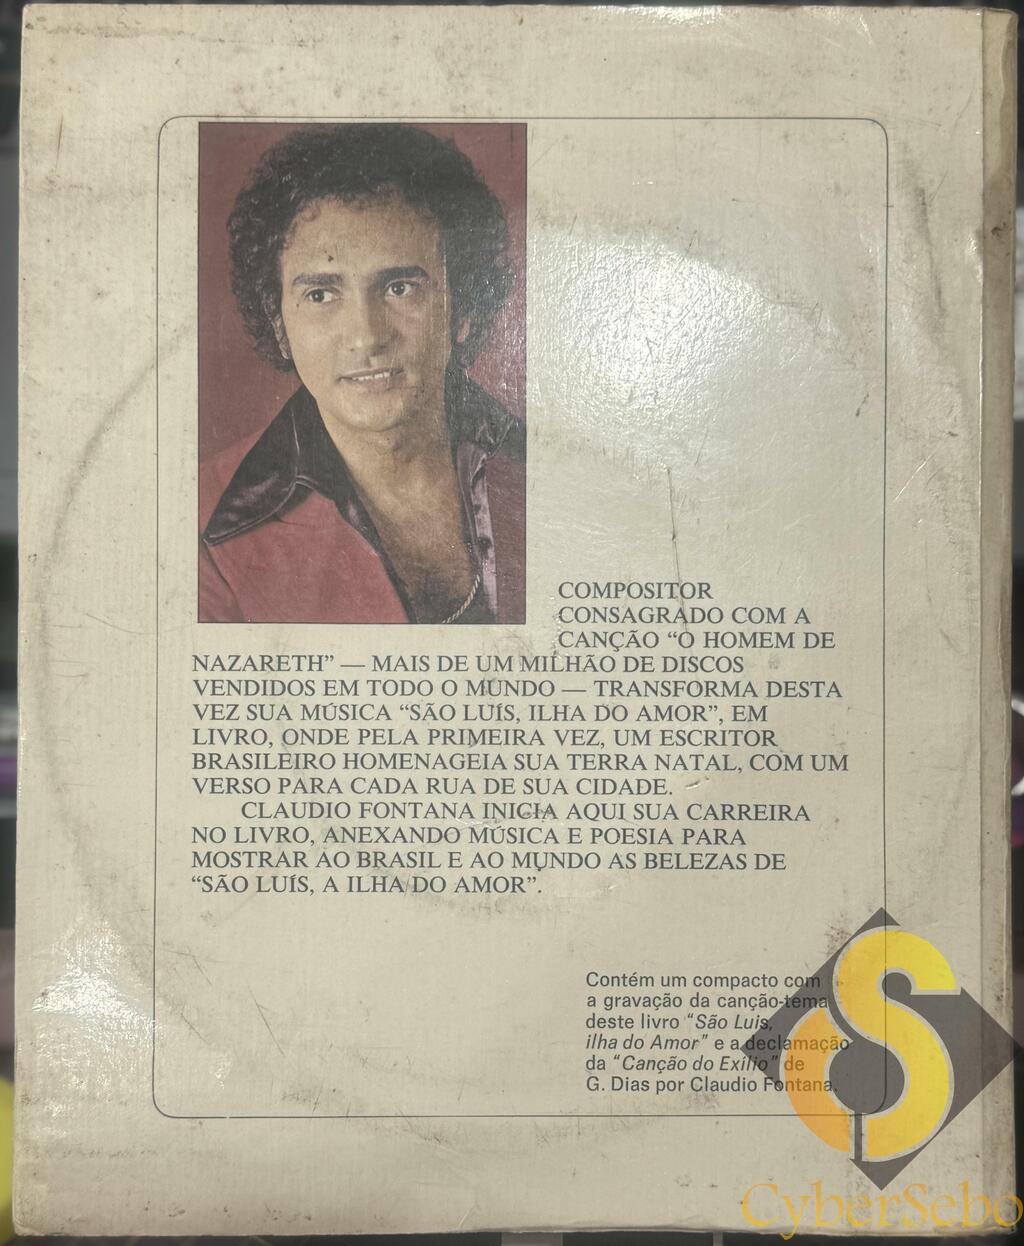 COMPOSITOR
CONSAGRADO COM A
CANÇÃO “O HOMEM DE
NAZARETH” — MAIS DE UM MILHÃO DE DISCOS
VENDIDOS EM TODO O MUNDO — TRANSFORMA DESTA
VEZ SUA MÚSICA “SÃO LUÍS, ILHA DO AMOR”, EM
LIVRO, ONDE PELA PRIMEIRA VEZ, UM ESCRITOR
BRASILEIRO HOMENAGEIA SUA TERRA NATAL, COM UM
VERSO PARA CADA RUA DE SUA CIDADE.
CLAUDIO FONTANA INICIA AQUI SUA CARREIRA
NO LIVRO, ANEXANDO MÚSICA E POESIA PARA
MOSTRAR AO BRASIL E AO MUNDO AS BELEZAS DE
“SÃO LUÍS, A ILHA DO AMOR”.
Contém um compacto com
a gravação da canção-tema
deste livro “São Luis,
ilha do Amor” e a declamação
da “Canção do Exílio” de
G. Dias por Claudio Fontana.
CyberSebo